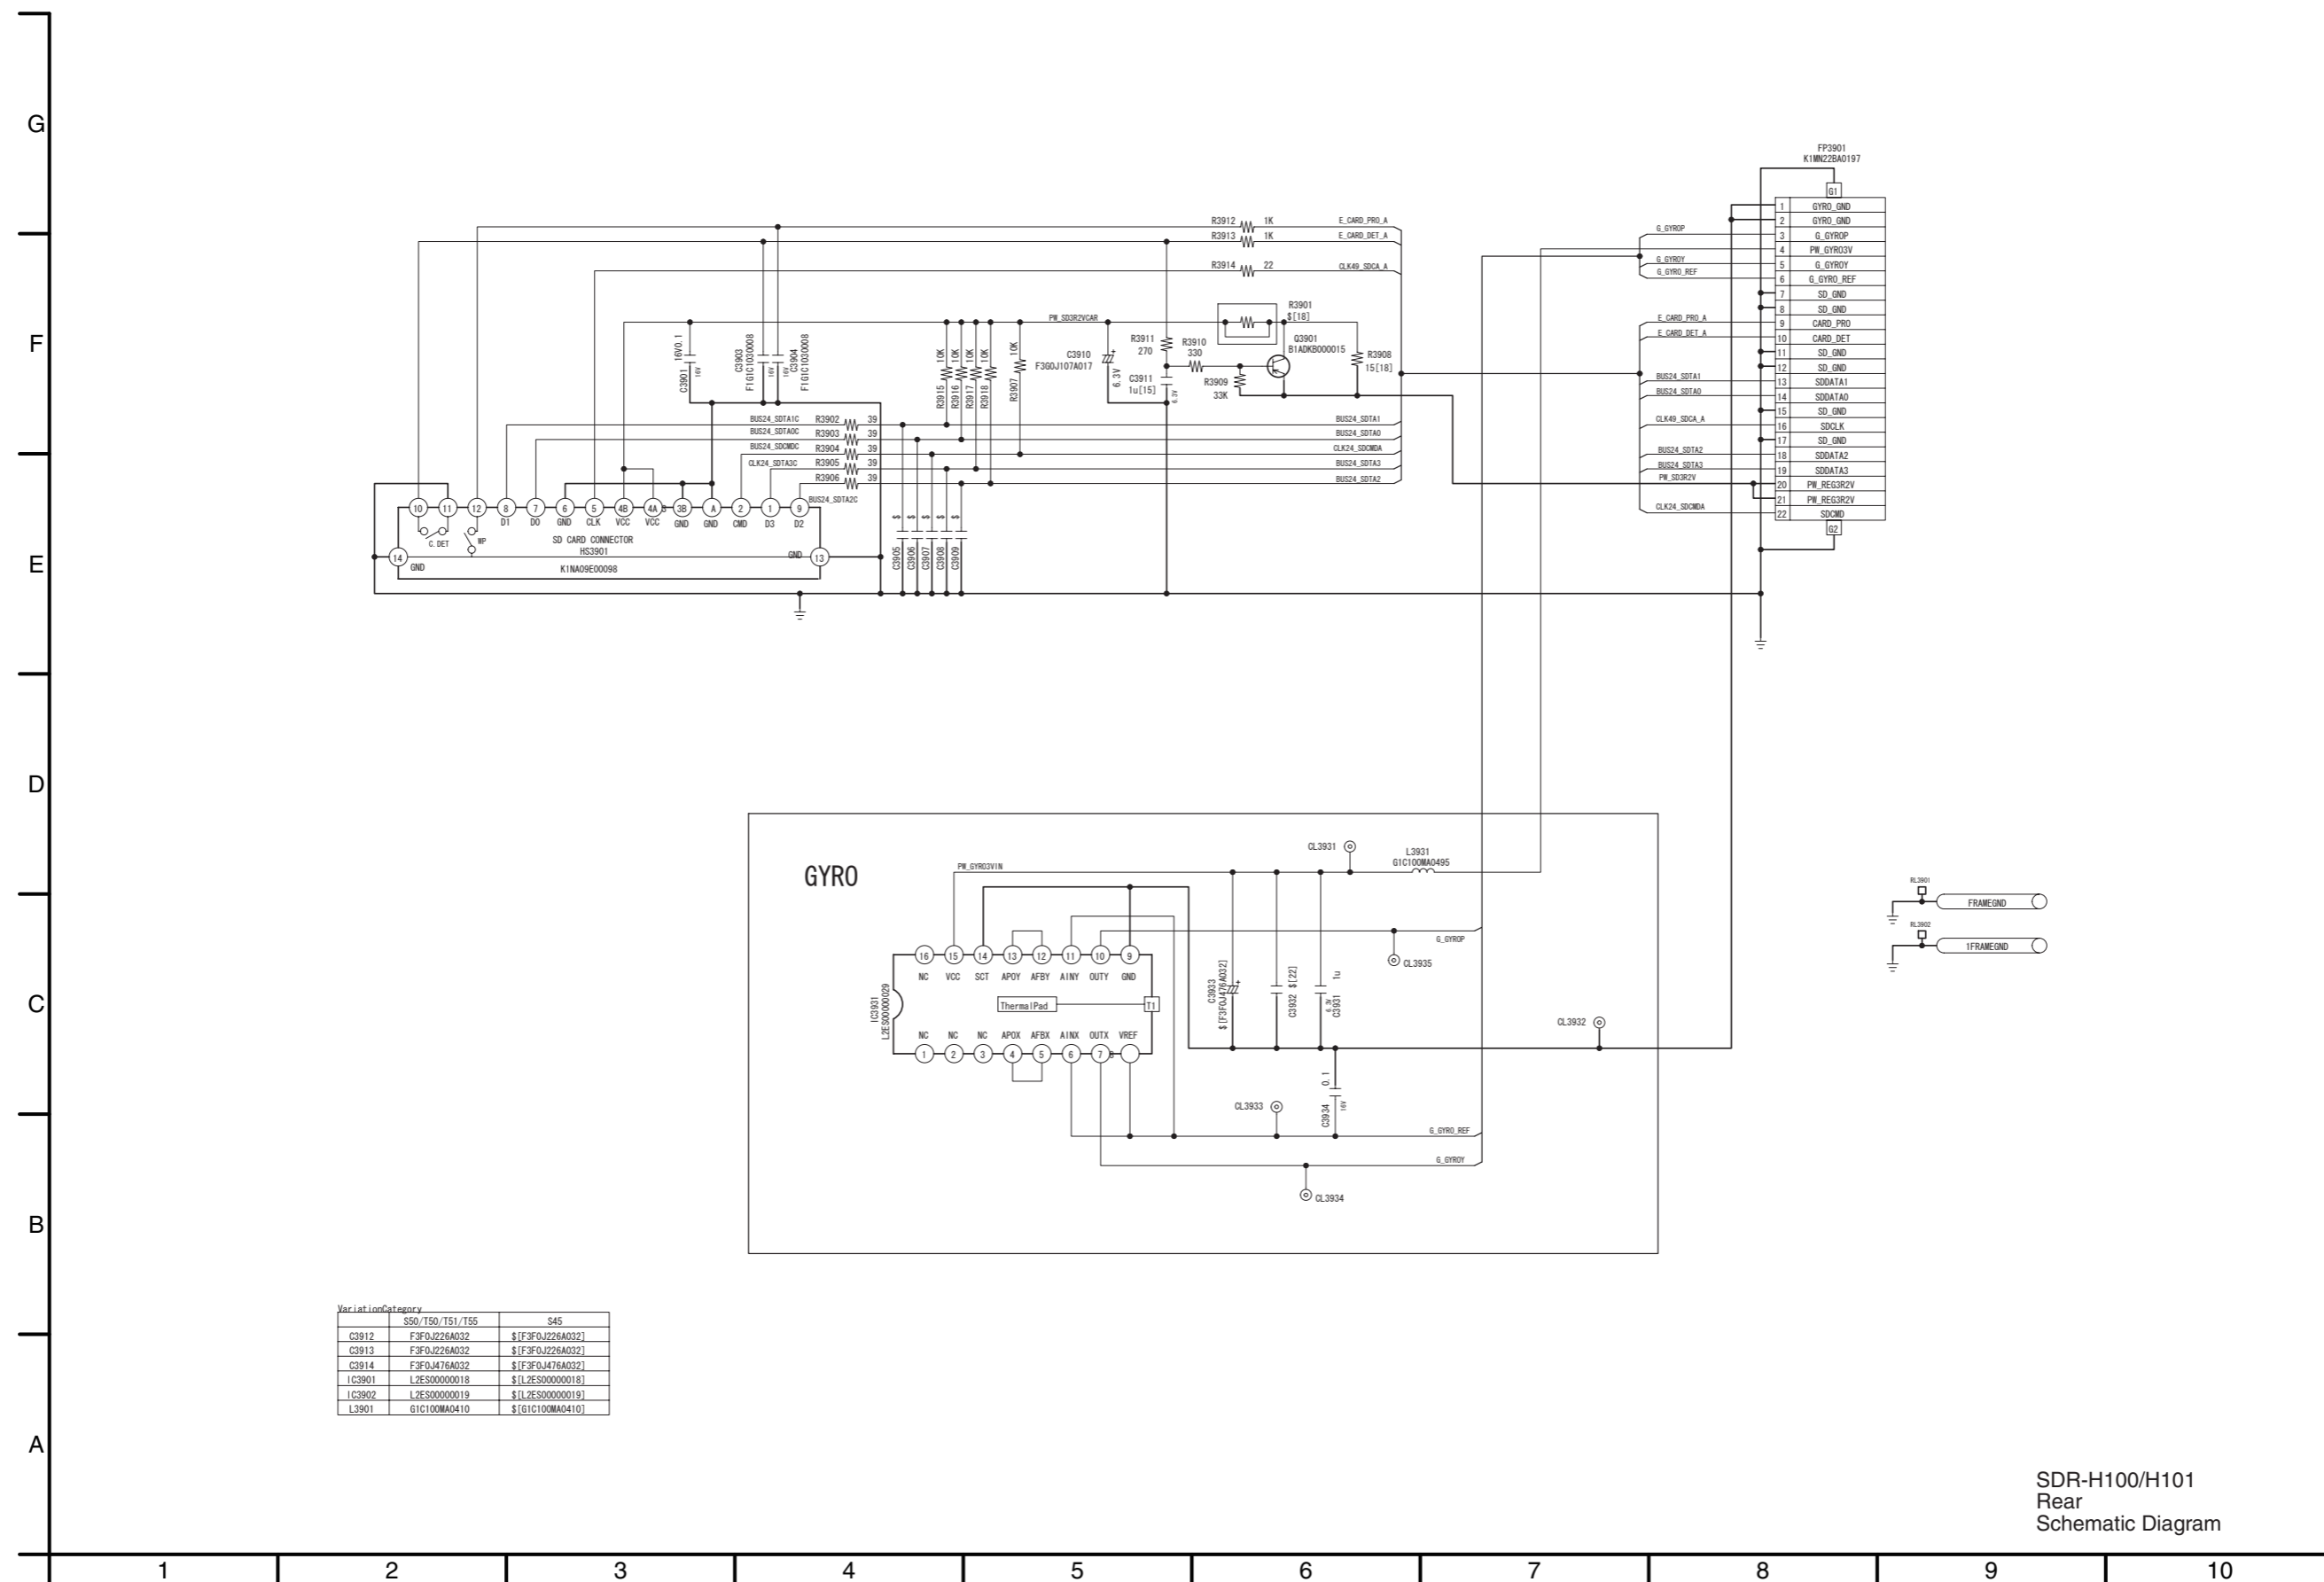 G
F
E
D
C
B
A
FP3901
K1MN22BA0197
G1
1 GYRO_GND
2 GYRO_GND
3 G_GYROP
4 PW_GYRO3V
5 G_GYROY
6 G_GYRO_REF
7 SD_GND
8 SD_GND
9 CARD_PRO
10 CARD_DET
11 SD_GND
12 SD_GND
13 SDDATA1
14 SDDATA0
15 SD_GND
16 SDCLK
17 SD_GND
18 SDDATA2
19 SDDATA3
20 PW_REG3R2V
21 PW_REG3R2V
22 SDCMD
G2
G_GYROP
G_GYROY
G_GYRO_REF
E_CARD_PRO_A
E_CARD_DET_A
BUS24_SDTA1
BUS24_SDTA0
CLK49_SDCA_A
BUS24_SDTA2
BUS24_SDTA3
PW_SD3R2V
CLK24_SDCMDA
R3912 1K E_CARD_PRO_A
R3913 1K E_CARD_DET_A
R3914 22 CLK49_SDCA_A
PW_SD3R2VCAR
R3901
$[18]
Q3901
B1ADKB000015
R3911
270
R3910
330
R3909
33K
R3908
15[18]
C3910
F3G0J107A017
6.3V
C3911
1u[15]
6.3V
C3901 16V0.1
16V
C3903
F1G1C1030008
16V
16V
C3904
F1G1C1030008
R3915 10K
R3916 10K
R3917 10K
R3918 10K
R3907 10K
BUS24_SDTA1C R3902 39 BUS24_SDTA1
BUS24_SDTA0C R3903 39 BUS24_SDTA0
BUS24_SDCMDC R3904 39 CLK24_SDCMDA
CLK24_SDTA3C R3905 39 BUS24_SDTA3
R3906 39 BUS24_SDTA2
BUS24_SDTA2C
10 11 12 8 7 6 5 4B 4A S 3B A 2 1 9
D1 D0 GND CLK VCC VCC GND GND CMD D3 D2
C.DET
WP
SD CARD CONNECTOR
HS3901
K1NA09E00098
14
GND
GND
13
C3905 $
C3906 $
C3907 $
C3908 $
C3909 $
GYRO
PW_GYRO3VIN
CL3931
L3931
G1C100MA0495
G_GYROP
CL3935
16 15 14 13 12 11 10 9
NC VCC SCT APOY AFBY AINY OUTY GND
IC3931
L2ES00000029
ThermalPad
T1
NC NC NC APOX AFBX AINX OUTX VREF
1 2 3 4 5 6 7 8
C3933
$[F3F0J476A032]
C3932 $[22]
6.3V
C3931 1u
CL3932
C3934 0.1
16V
CL3933
G_GYRO_REF
G_GYROY
CL3934
RL3901
FRAMEGND
RL3902
1FRAMEGND
VariationCategory
S50/T50/T51/T55 S45
C3912 F3F0J226A032 $[F3F0J226A032]
C3913 F3F0J226A032 $[F3F0J226A032]
C3914 F3F0J476A032 $[F3F0J476A032]
IC3901 L2ES00000018 $[L2ES00000018]
IC3902 L2ES00000019 $[L2ES00000019]
L3901 G1C100MA0410 $[G1C100MA0410]
SDR-H100/H101
Rear
Schematic Diagram
1 2 3 4 5 6 7 8 9 10